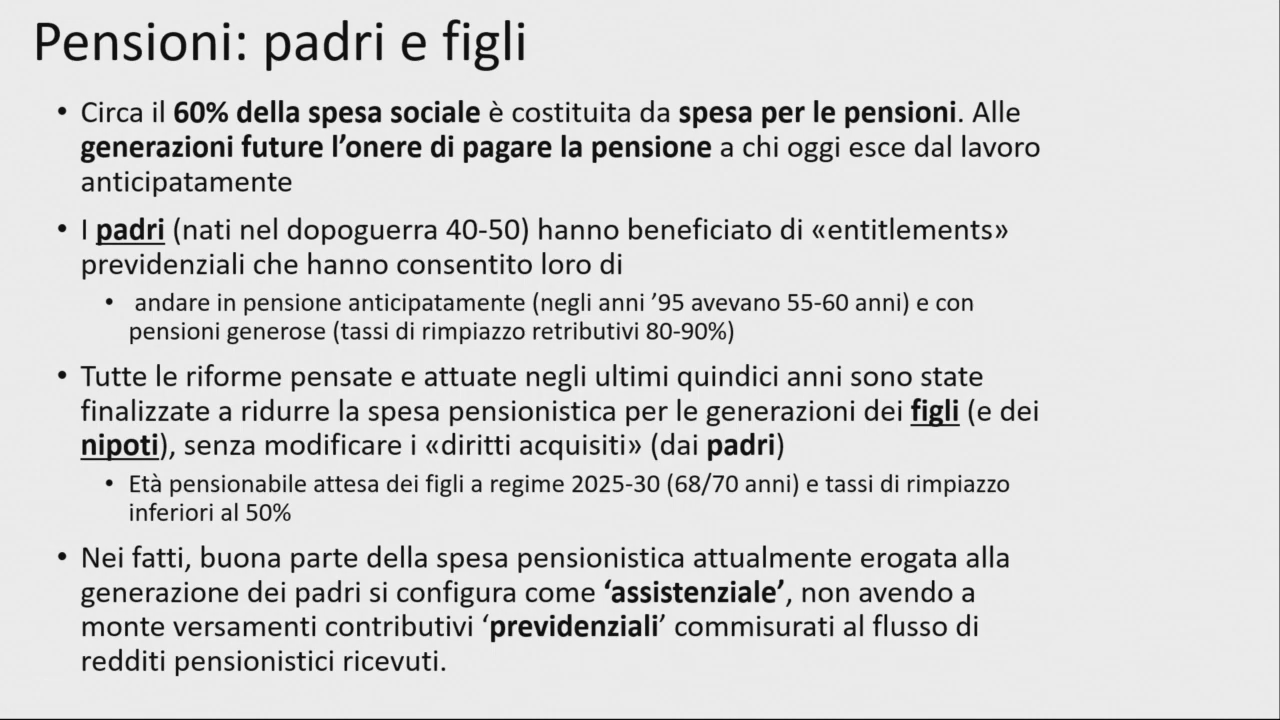 Pensioni: padri e figli
• Circa il 60% della spesa sociale è costituita da spesa per le pensioni. Alle
generazioni future l’onere di pagare la pensione a chi oggi esce dal lavoro
anticipatamente
• I padri (nati nel dopoguerra 40-50) hanno beneficiato di «entitlements»
previdenziali che hanno consentito loro di
• andare in pensione anticipatamente (negli anni ’95 avevano 55-60 anni) e con
pensioni generose (tassi di rimpiazzo retributivi 80-90%)
• Tutte le riforme pensate e attuate negli ultimi quindici anni sono state
finalizzate a ridurre la spesa pensionistica per le generazioni dei figli (e dei
nipoti), senza modificare i «diritti acquisiti» (dai padri)
• Età pensionabile attesa dei figli a regime 2025-30 (68/70 anni) e tassi di rimpiazzo
inferiori al 50%
• Nei fatti, buona parte della spesa pensionistica attualmente erogata alla
generazione dei padri si configura come ‘assistenziale’, non avendo a
monte versamenti contributivi ‘previdenziali’ commisurati al flusso di
redditi pensionistici ricevuti.